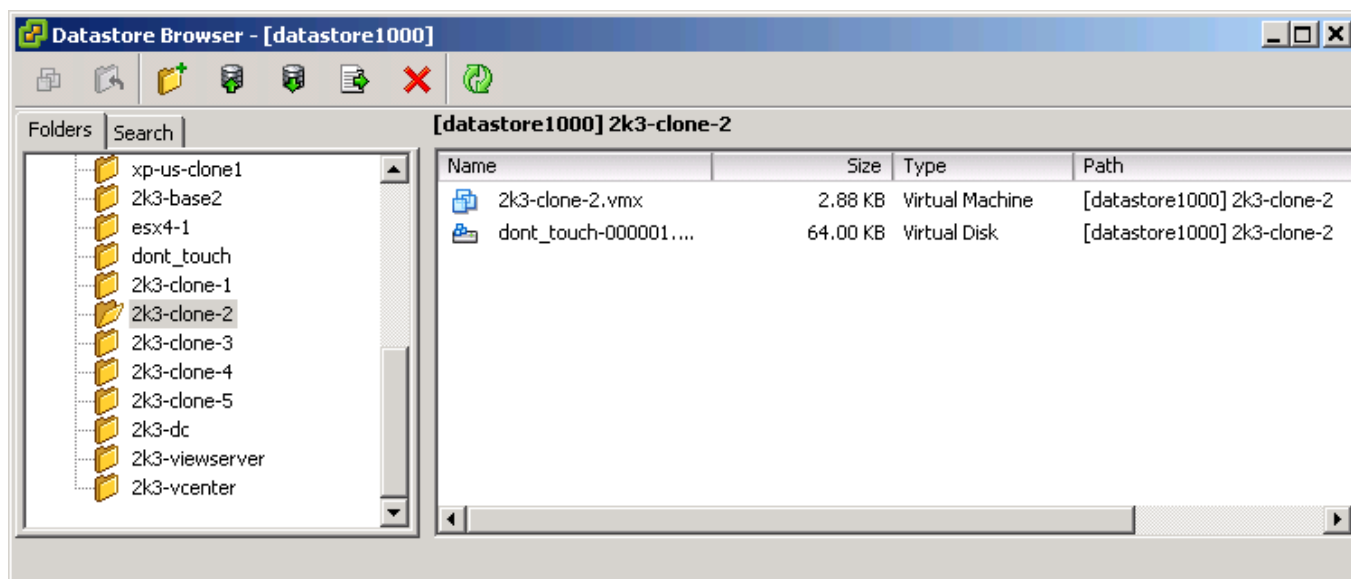 Datastore Browser - [datastore1000]
Folders
Search
xp-us-clone1
2k3-base2
esx4-1
dont_touch
2k3-clone-1
2k3-clone-2
2k3-clone-3
2k3-clone-4
2k3-clone-5
2k3-dc
2k3-viewserver
2k3-vcenter
[datastore1000] 2k3-clone-2
Name Size Type Path
2k3-clone-2.vmx 2.88 KB Virtual Machine [datastore1000] 2k3-clone-2
dont_touch-000001.... 64.00 KB Virtual Disk [datastore1000] 2k3-clone-2